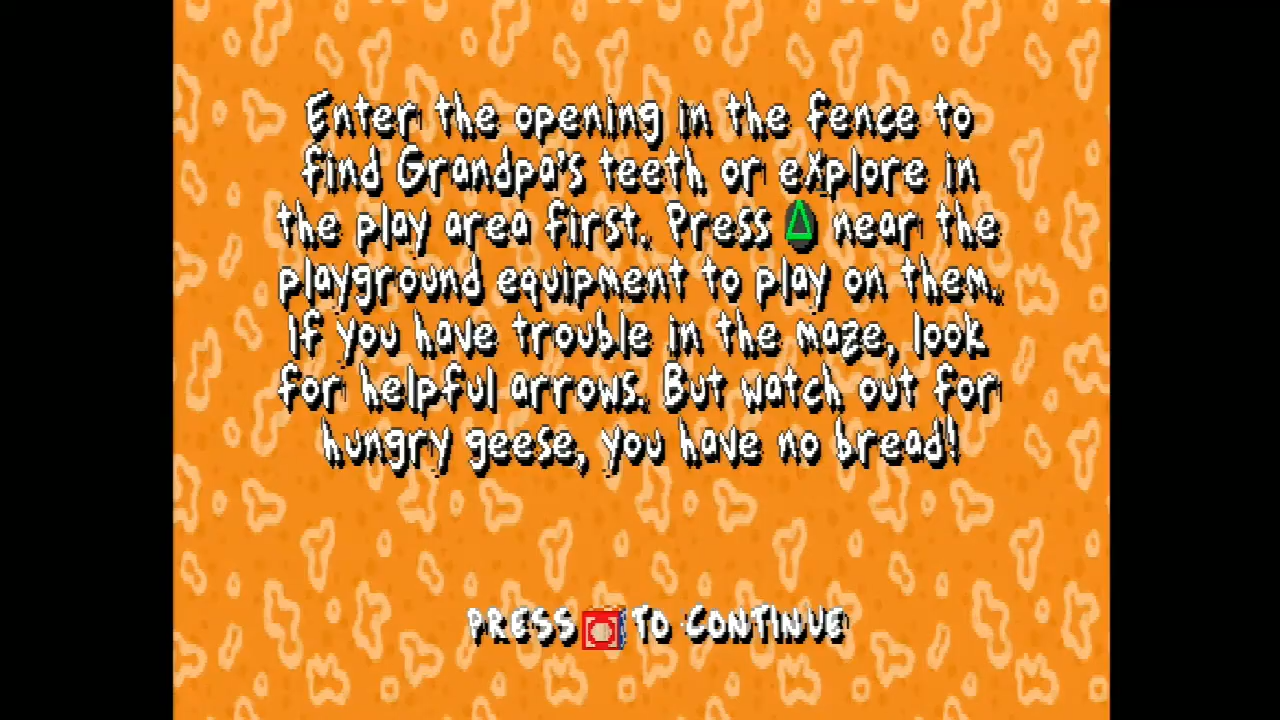 Enter the opening in the fence to
find Grandpa's teeth or explore in
the play area first. Press △ near the
playground equipment to play on them.
If you have trouble in the maze, look
for helpful arrows. But watch out for
hungry geese, you have no bread!
PRESS TO CONTINUE